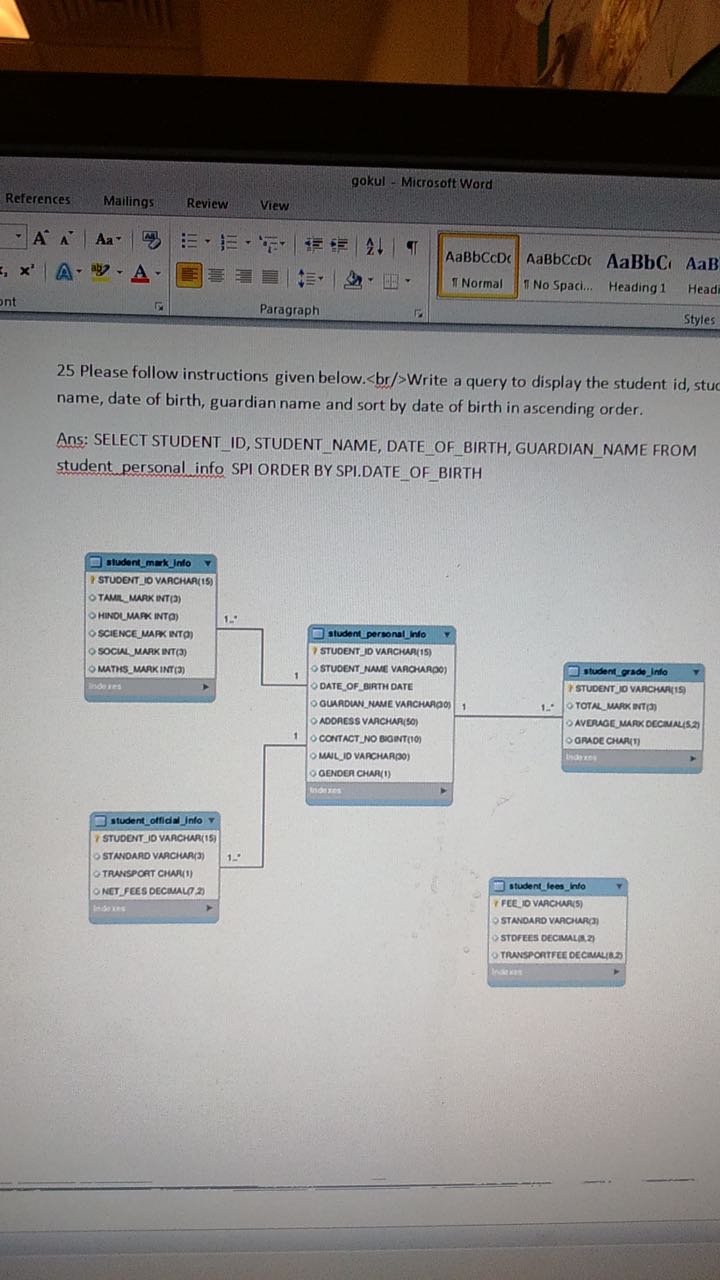 gokul - Microsoft Word
References Mailings Review View
Aa
AaBbCcDc AaBbCcDc AaBbC AaB
¶ Normal ¶ No Spaci... Heading 1 Headi
Paragraph
Styles
25 Please follow instructions given below.<br/>Write a query to display the student id, stud
name, date of birth, guardian name and sort by date of birth in ascending order.
Ans: SELECT STUDENT_ID, STUDENT_NAME, DATE_OF_BIRTH, GUARDIAN_NAME FROM
student_personal_info SPI ORDER BY SPI.DATE_OF_BIRTH
student_mark_info
STUDENT_ID VARCHAR(15)
TAMIL_MARK INT(3)
HINDI_MARK INT(3)
SCIENCE_MARK INT(3)
SOCIAL_MARK INT(3)
MATHS_MARK INT(3)
Indexes
1..*
1
student_personal_info
STUDENT_ID VARCHAR(15)
STUDENT_NAME VARCHAR(30)
DATE_OF_BIRTH DATE
GUARDIAN_NAME VARCHAR(30)
ADDRESS VARCHAR(50)
CONTACT_NO BIGINT(10)
MAIL_ID VARCHAR(30)
GENDER CHAR(1)
Indexes
1
1..*
student_grade_info
STUDENT_ID VARCHAR(15)
TOTAL_MARK INT(3)
AVERAGE_MARK DECIMAL(5,2)
GRADE CHAR(1)
Indexes
1
1..*
student_official_info
STUDENT_ID VARCHAR(15)
STANDARD VARCHAR(3)
TRANSPORT CHAR(1)
NET_FEES DECIMAL(7,2)
Indexes
student_fees_info
FEE_ID VARCHAR(5)
STANDARD VARCHAR(3)
STDFEES DECIMAL(8,2)
TRANSPORTFEE DECIMAL(8,2)
Indexes